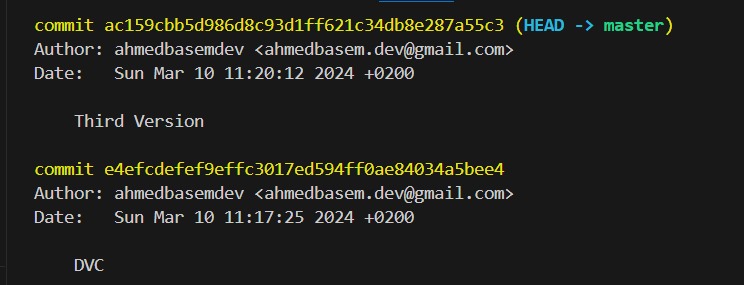 commit ac159cbb5d986d8c93d1ff621c34db8e287a55c3 (HEAD -> master)
Author: ahmedbasemdev <ahmedbasem.dev@gmail.com>
Date:   Sun Mar 10 11:20:12 2024 +0200
Third Version
commit e4efcdefef9effc3017ed594ff0ae84034a5bee4
Author: ahmedbasemdev <ahmedbasem.dev@gmail.com>
Date:   Sun Mar 10 11:17:25 2024 +0200
DVC